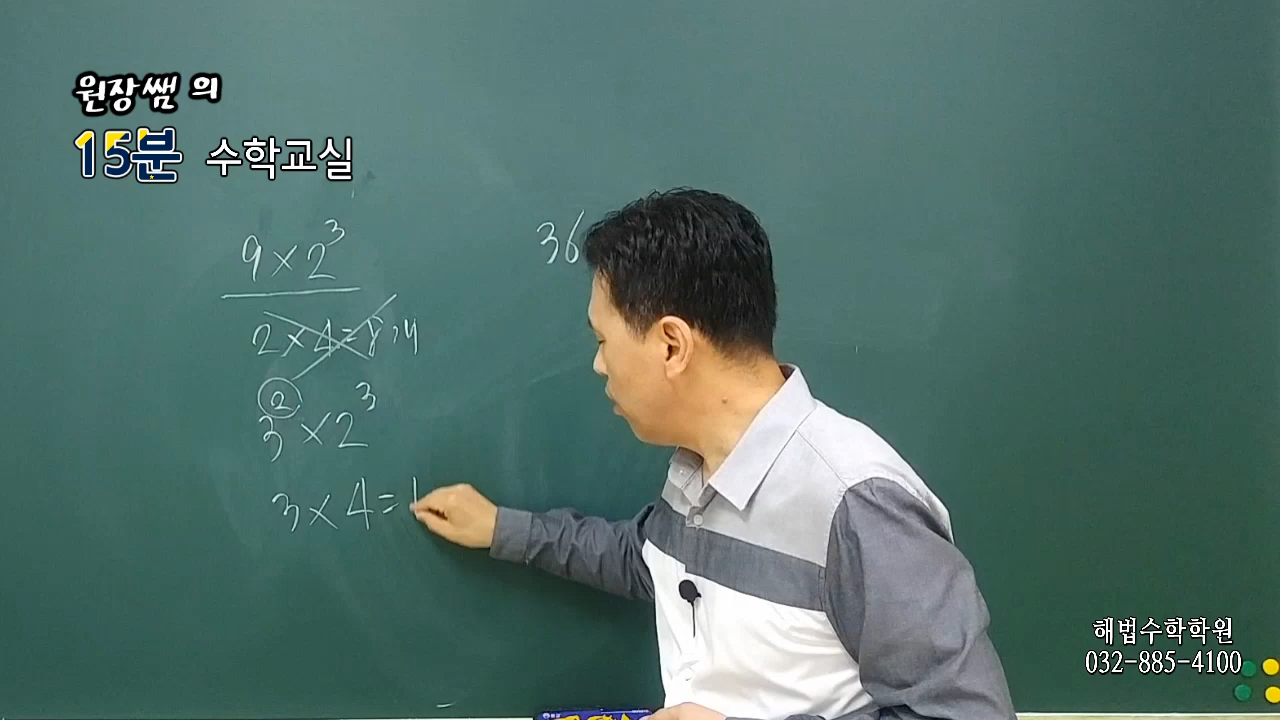 원장쌤 의
15분 수학교실
9×2³
2×4=8개
3²×2³
3×4=1
36
해법수학학원
032-885-4100